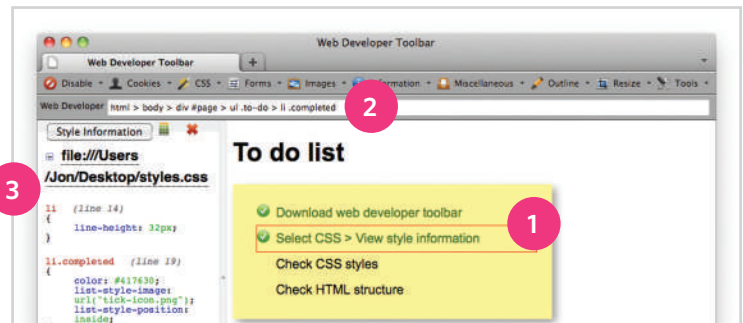 Web Developer Toolbar
Web Developer Toolbar +
Disable Cookies CSS Forms Images Information Miscellaneous Outline Resize Tools
Web Developer html > body > div #page > ul .to-do > li .completed
2
Style Information
file:///Users
/Jon/Desktop/styles.css
3
li (line 14)
{
line-height: 32px;
}
li.completed (line 19)
{
color: #417630;
list-style-image:
url("tick-icon.png");
list-style-position:
inside;
To do list
Download web developer toolbar
1
Select CSS > View style information
Check CSS styles
Check HTML structure